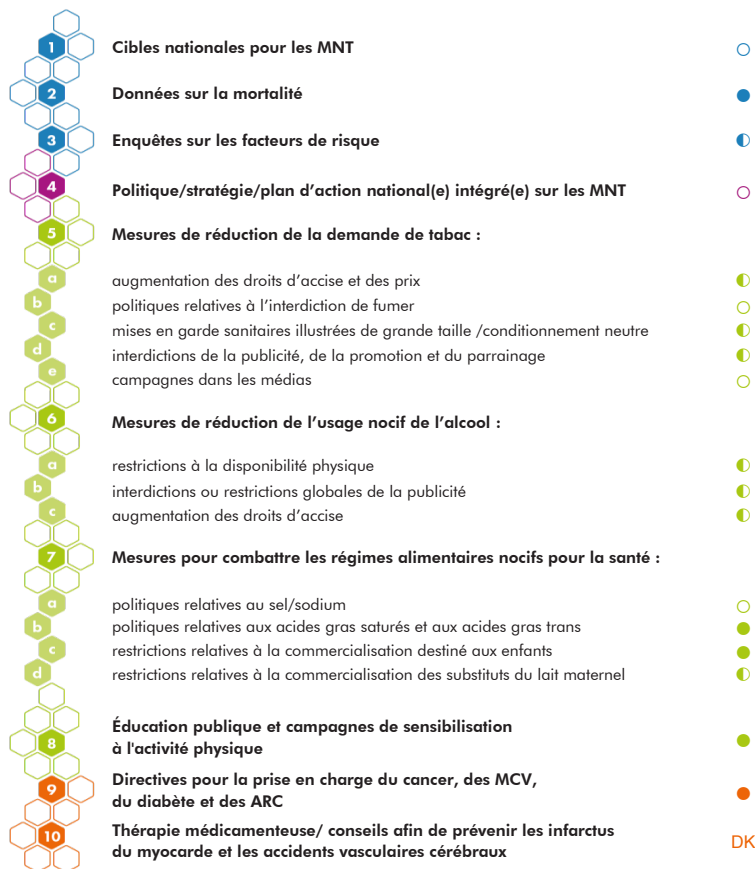 1 Cibles nationales pour les MNT ○
2 Données sur la mortalité ●
3 Enquêtes sur les facteurs de risque ◐
4 Politique/stratégie/plan d’action national(e) intégré(e) sur les MNT ○
5 Mesures de réduction de la demande de tabac :
a augmentation des droits d’accise et des prix ◐
b politiques relatives à l’interdiction de fumer ○
c mises en garde sanitaires illustrées de grande taille /conditionnement neutre ◐
d interdictions de la publicité, de la promotion et du parrainage ◐
e campagnes dans les médias ○
6 Mesures de réduction de l’usage nocif de l’alcool :
a restrictions à la disponibilité physique ◐
b interdictions ou restrictions globales de la publicité ◐
c augmentation des droits d’accise ◐
7 Mesures pour combattre les régimes alimentaires nocifs pour la santé :
a politiques relatives au sel/sodium ○
b politiques relatives aux acides gras saturés et aux acides gras trans ●
c restrictions relatives à la commercialisation destiné aux enfants ●
d restrictions relatives à la commercialisation des substituts du lait maternel ◐
Éducation publique et campagnes de sensibilisation
8 à l'activité physique ●
9 Directives pour la prise en charge du cancer, des MCV,
du diabète et des ARC ●
10 Thérapie médicamenteuse/ conseils afin de prévenir les infarctus
du myocarde et les accidents vasculaires cérébraux DK